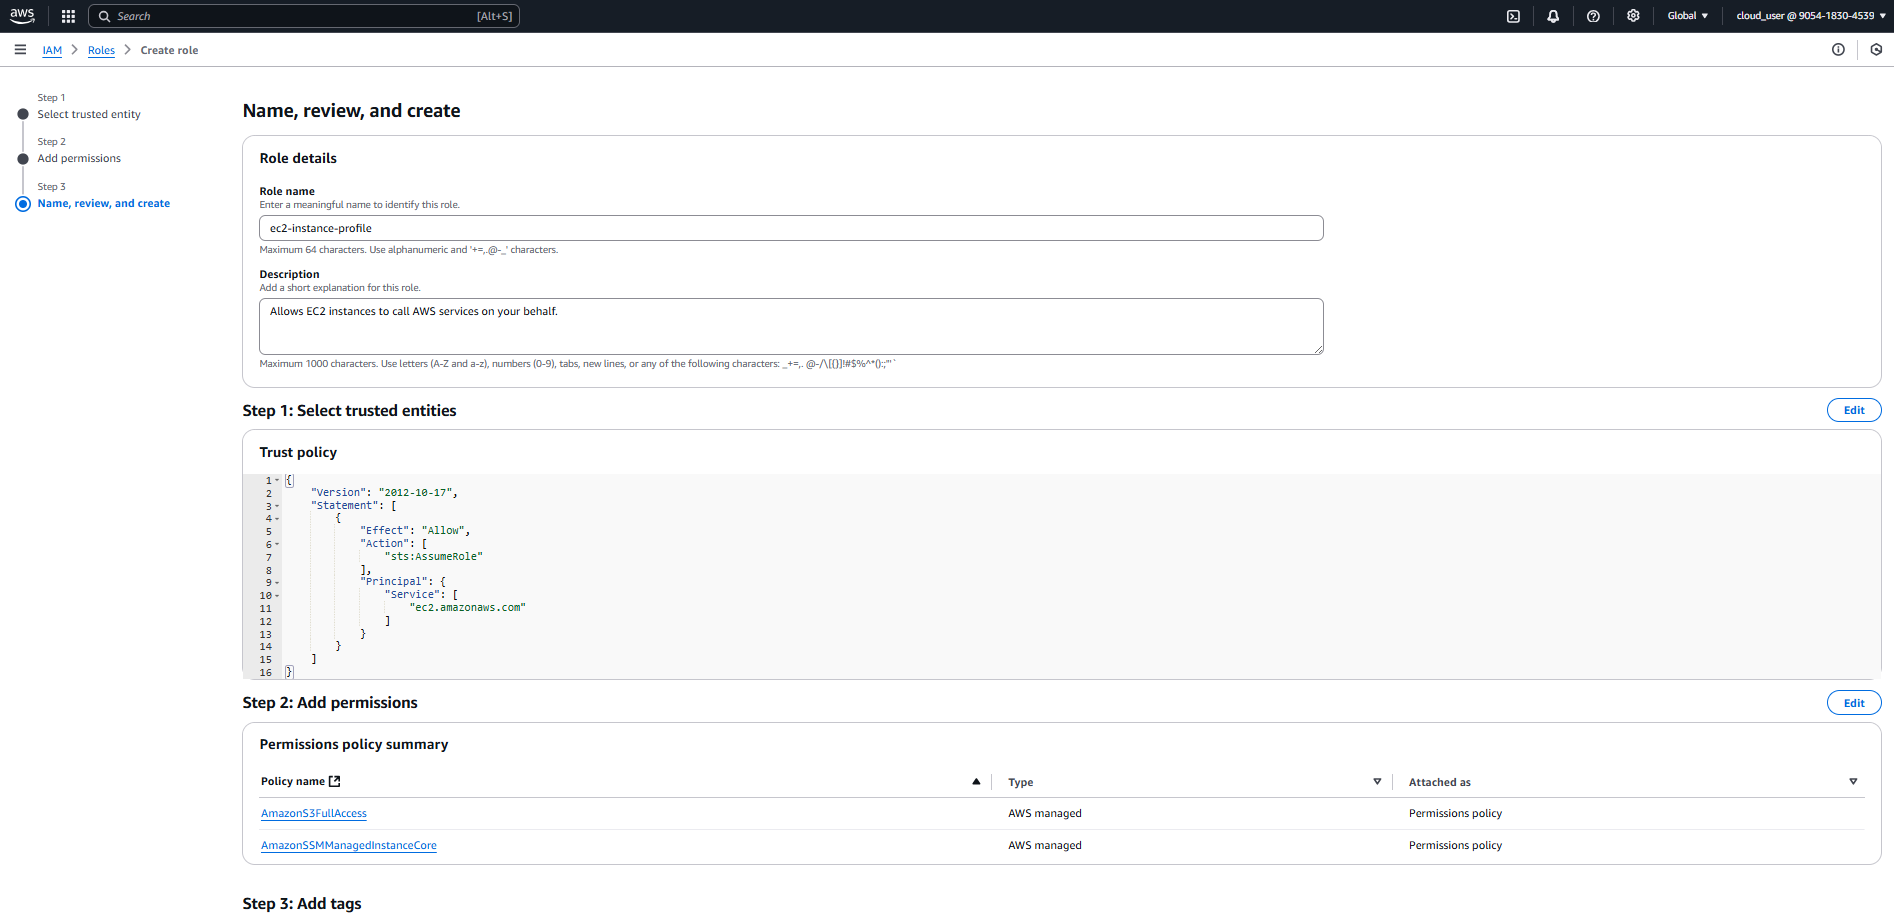 aws Search [Alt+S] Global cloud_user @ 9054-1830-4539
IAM > Roles > Create role
Step 1
Select trusted entity
Step 2
Add permissions
Step 3
Name, review, and create
Name, review, and create
Role details
Role name
Enter a meaningful name to identify this role.
ec2-instance-profile
Maximum 64 characters. Use alphanumeric and '+=,.@-_' characters.
Description
Add a short explanation for this role.
Allows EC2 instances to call AWS services on your behalf.
Maximum 1000 characters. Use letters (A-Z and a-z), numbers (0-9), tabs, new lines, or any of the following characters: _+=,. @-/\[{}]!#$%^*();:"'`
Step 1: Select trusted entities
Edit
Trust policy
1 {
2 "Version": "2012-10-17",
3 "Statement": [
4 {
5 "Effect": "Allow",
6 "Action": [
7 "sts:AssumeRole"
8 ],
9 "Principal": {
10 "Service": [
11 "ec2.amazonaws.com"
12 ]
13 }
14 }
15 ]
16 }
Step 2: Add permissions
Edit
Permissions policy summary
Policy name Type Attached as
AmazonS3FullAccess AWS managed Permissions policy
AmazonSSMManagedInstanceCore AWS managed Permissions policy
Step 3: Add tags